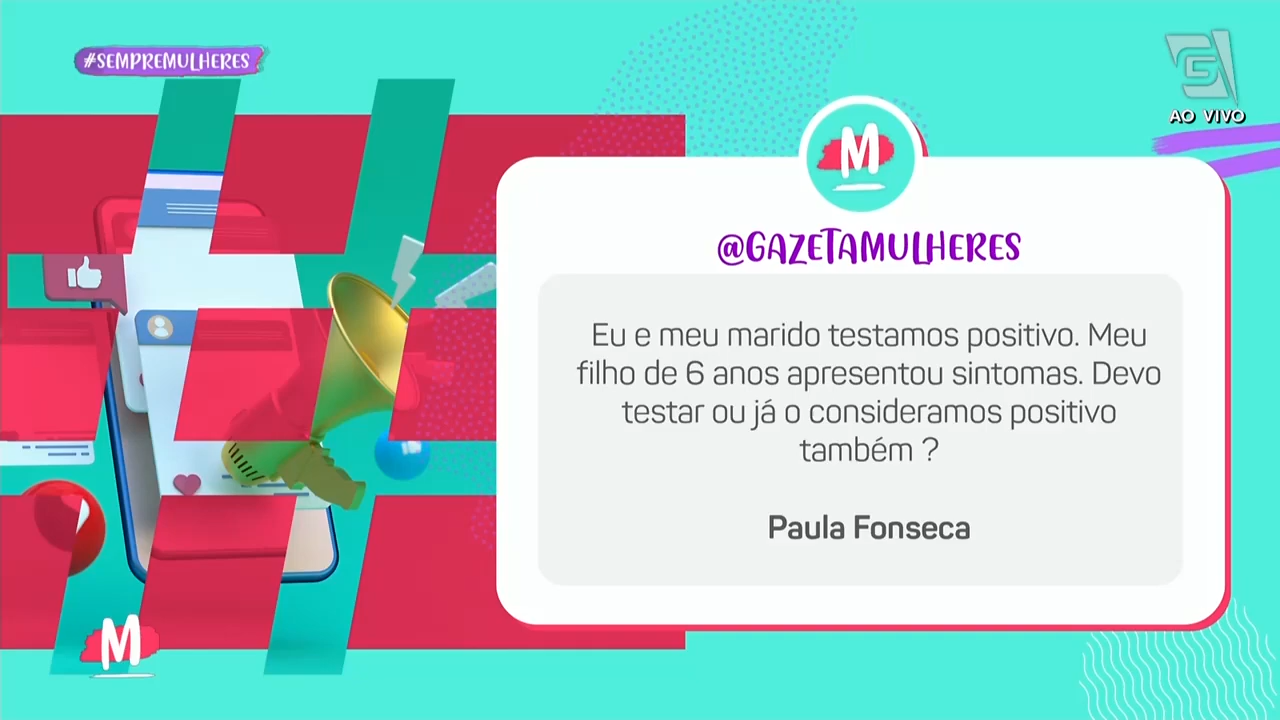 #SEMPREMULHERES
G
AO VIVO
M
@GAZETAMULHERES
Eu e meu marido testamos positivo. Meu
filho de 6 anos apresentou sintomas. Devo
testar ou já o consideramos positivo
também ?
Paula Fonseca
M